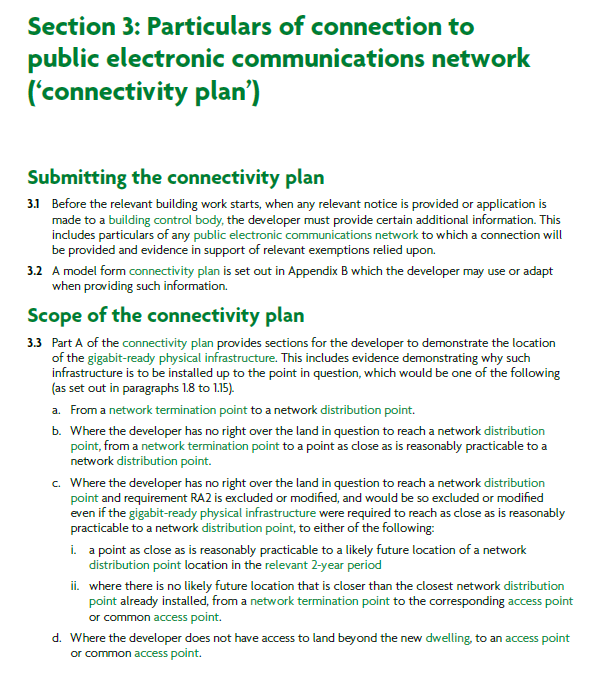 Section 3: Particulars of connection to
public electronic communications network
(‘connectivity plan’)
Submitting the connectivity plan
3.1 Before the relevant building work starts, when any relevant notice is provided or application is
made to a building control body, the developer must provide certain additional information. This
includes particulars of any public electronic communications network to which a connection will
be provided and evidence in support of relevant exemptions relied upon.
3.2 A model form connectivity plan is set out in Appendix B which the developer may use or adapt
when providing such information.
Scope of the connectivity plan
3.3 Part A of the connectivity plan provides sections for the developer to demonstrate the location
of the gigabit-ready physical infrastructure. This includes evidence demonstrating why such
infrastructure is to be installed up to the point in question, which would be one of the following
(as set out in paragraphs 1.8 to 1.15).
a. From a network termination point to a network distribution point.
b. Where the developer has no right over the land in question to reach a network distribution
point, from a network termination point to a point as close as is reasonably practicable to a
network distribution point.
c. Where the developer has no right over the land in question to reach a network distribution
point and requirement RA2 is excluded or modified, and would be so excluded or modified
even if the gigabit-ready physical infrastructure were required to reach as close as is reasonably
practicable to a network distribution point, to either of the following:
i. a point as close as is reasonably practicable to a likely future location of a network
distribution point location in the relevant 2-year period
ii. where there is no likely future location that is closer than the closest network distribution
point already installed, from a network termination point to the corresponding access point
or common access point.
d. Where the developer does not have access to land beyond the new dwelling, to an access point
or common access point.